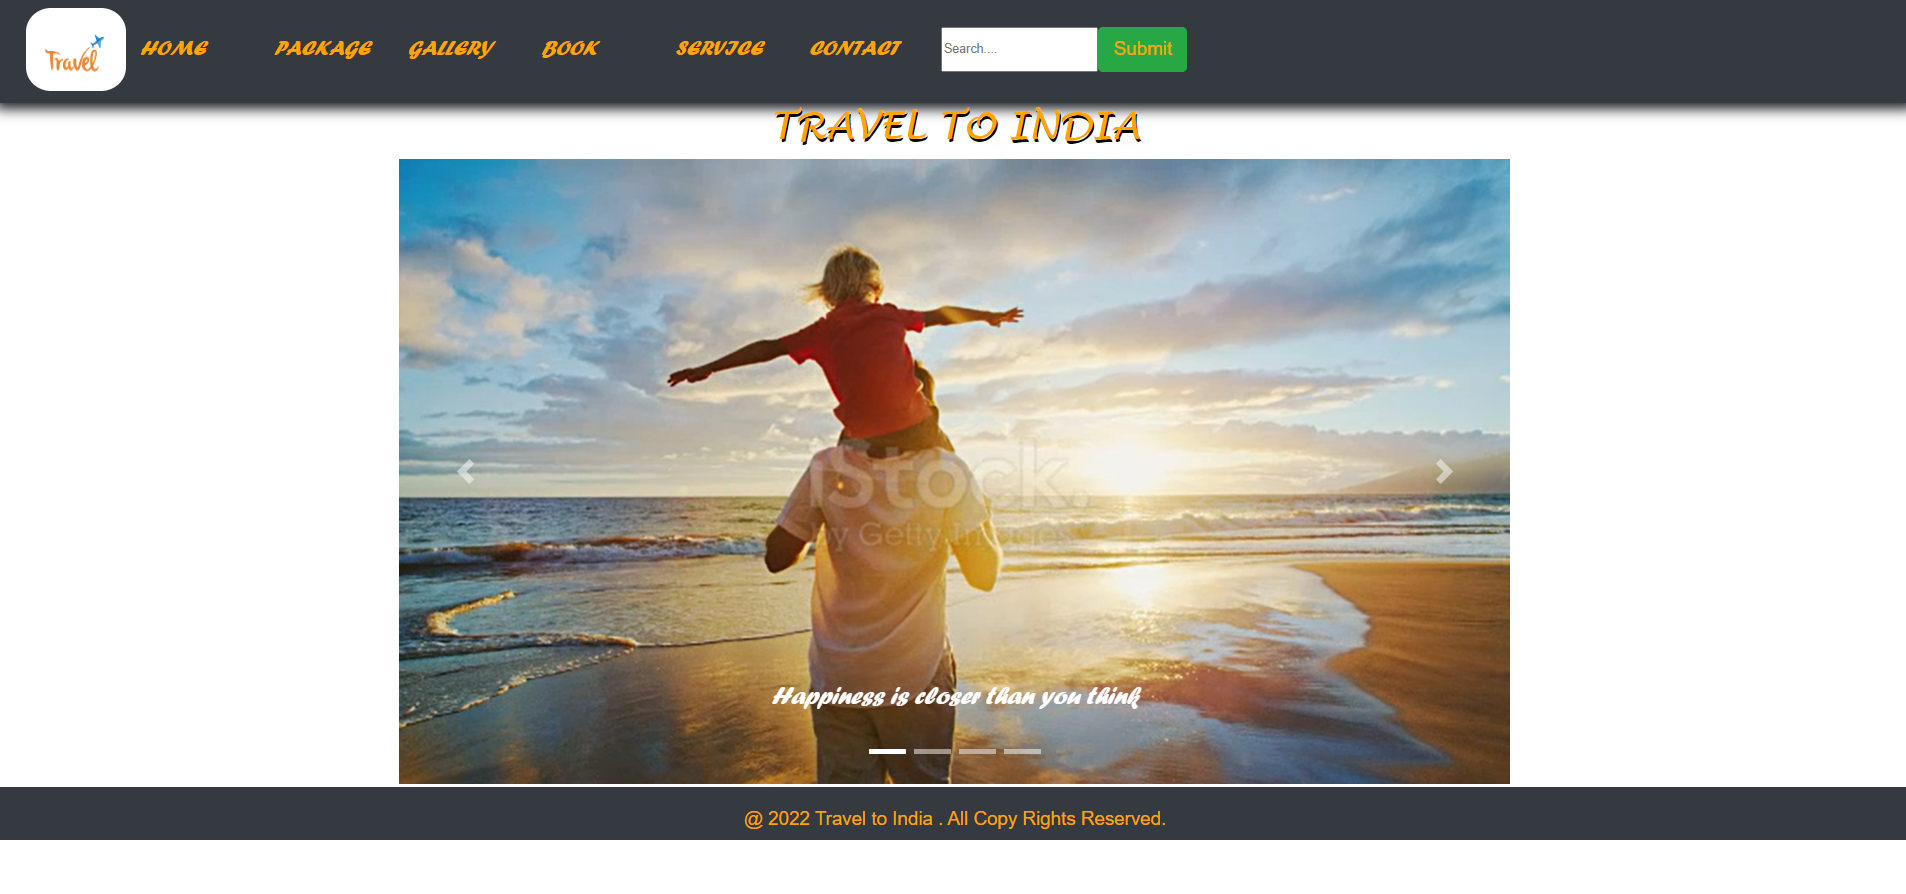 Travel
HOME PACKAGE GALLERY BOOK SERVICE CONTACT Search.... Submit
TRAVEL TO INDIA
iStock.
by Getty Images
Happiness is closer than you think
@ 2022 Travel to India . All Copy Rights Reserved.